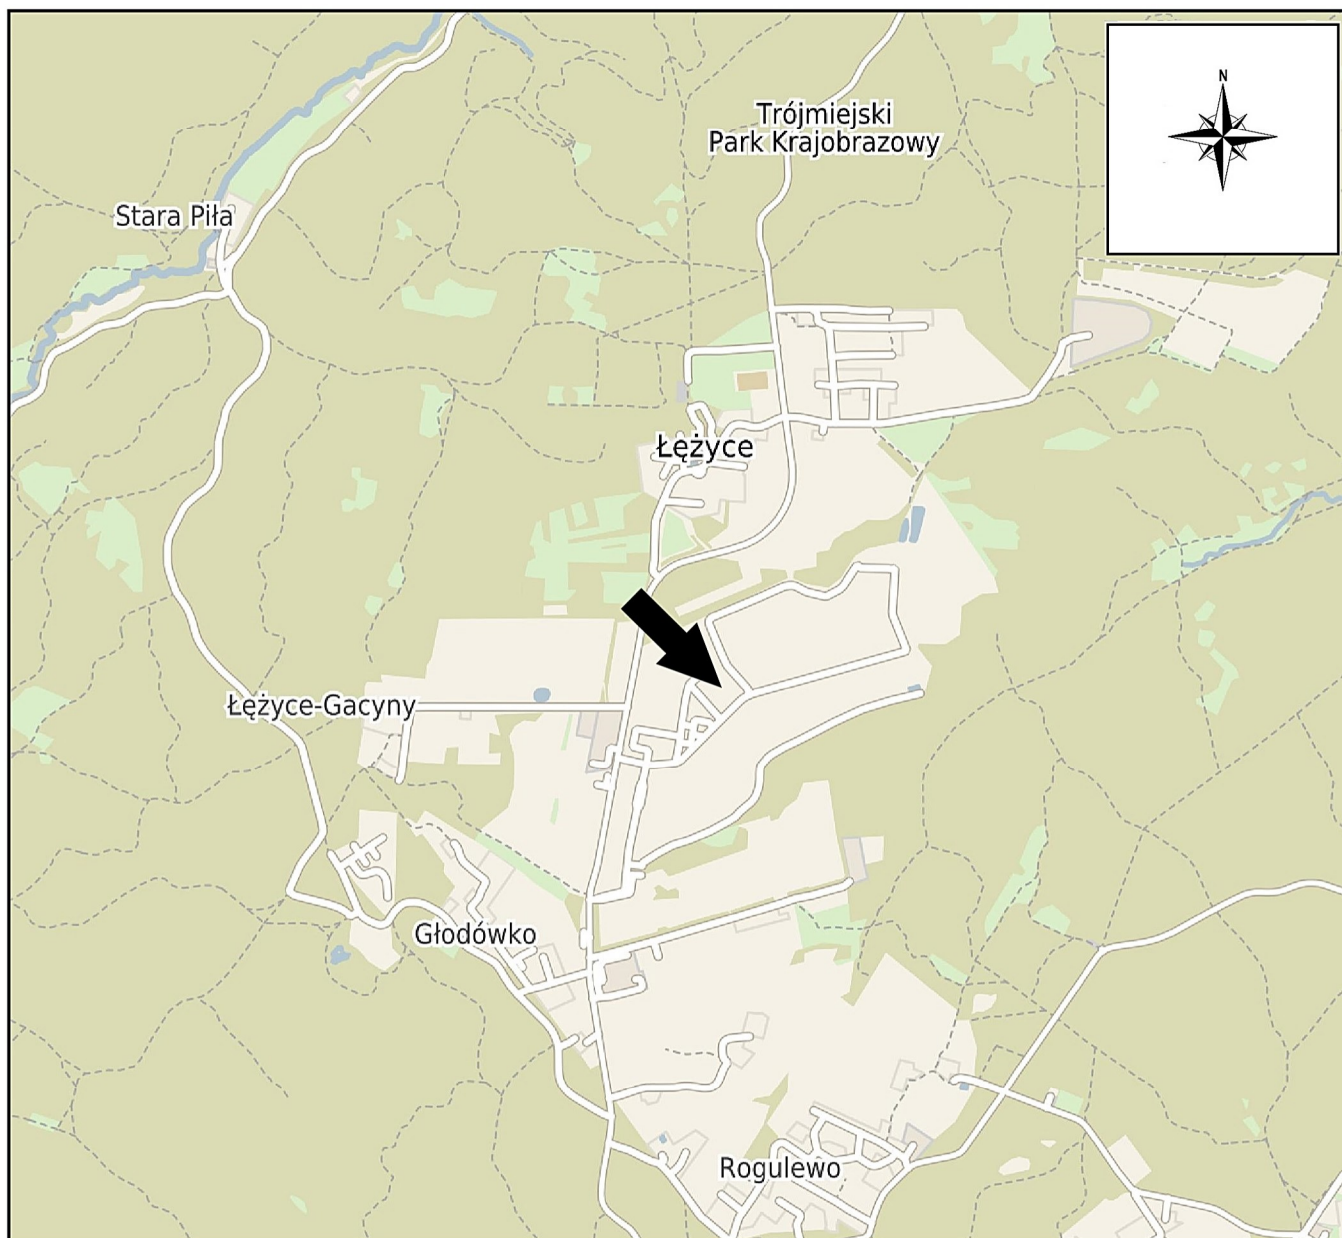 N
Trójmiejski
Park Krajobrazowy
Stara Piła
Łężyce
Łężyce-Gacyny
Głodówko
Rogulewo